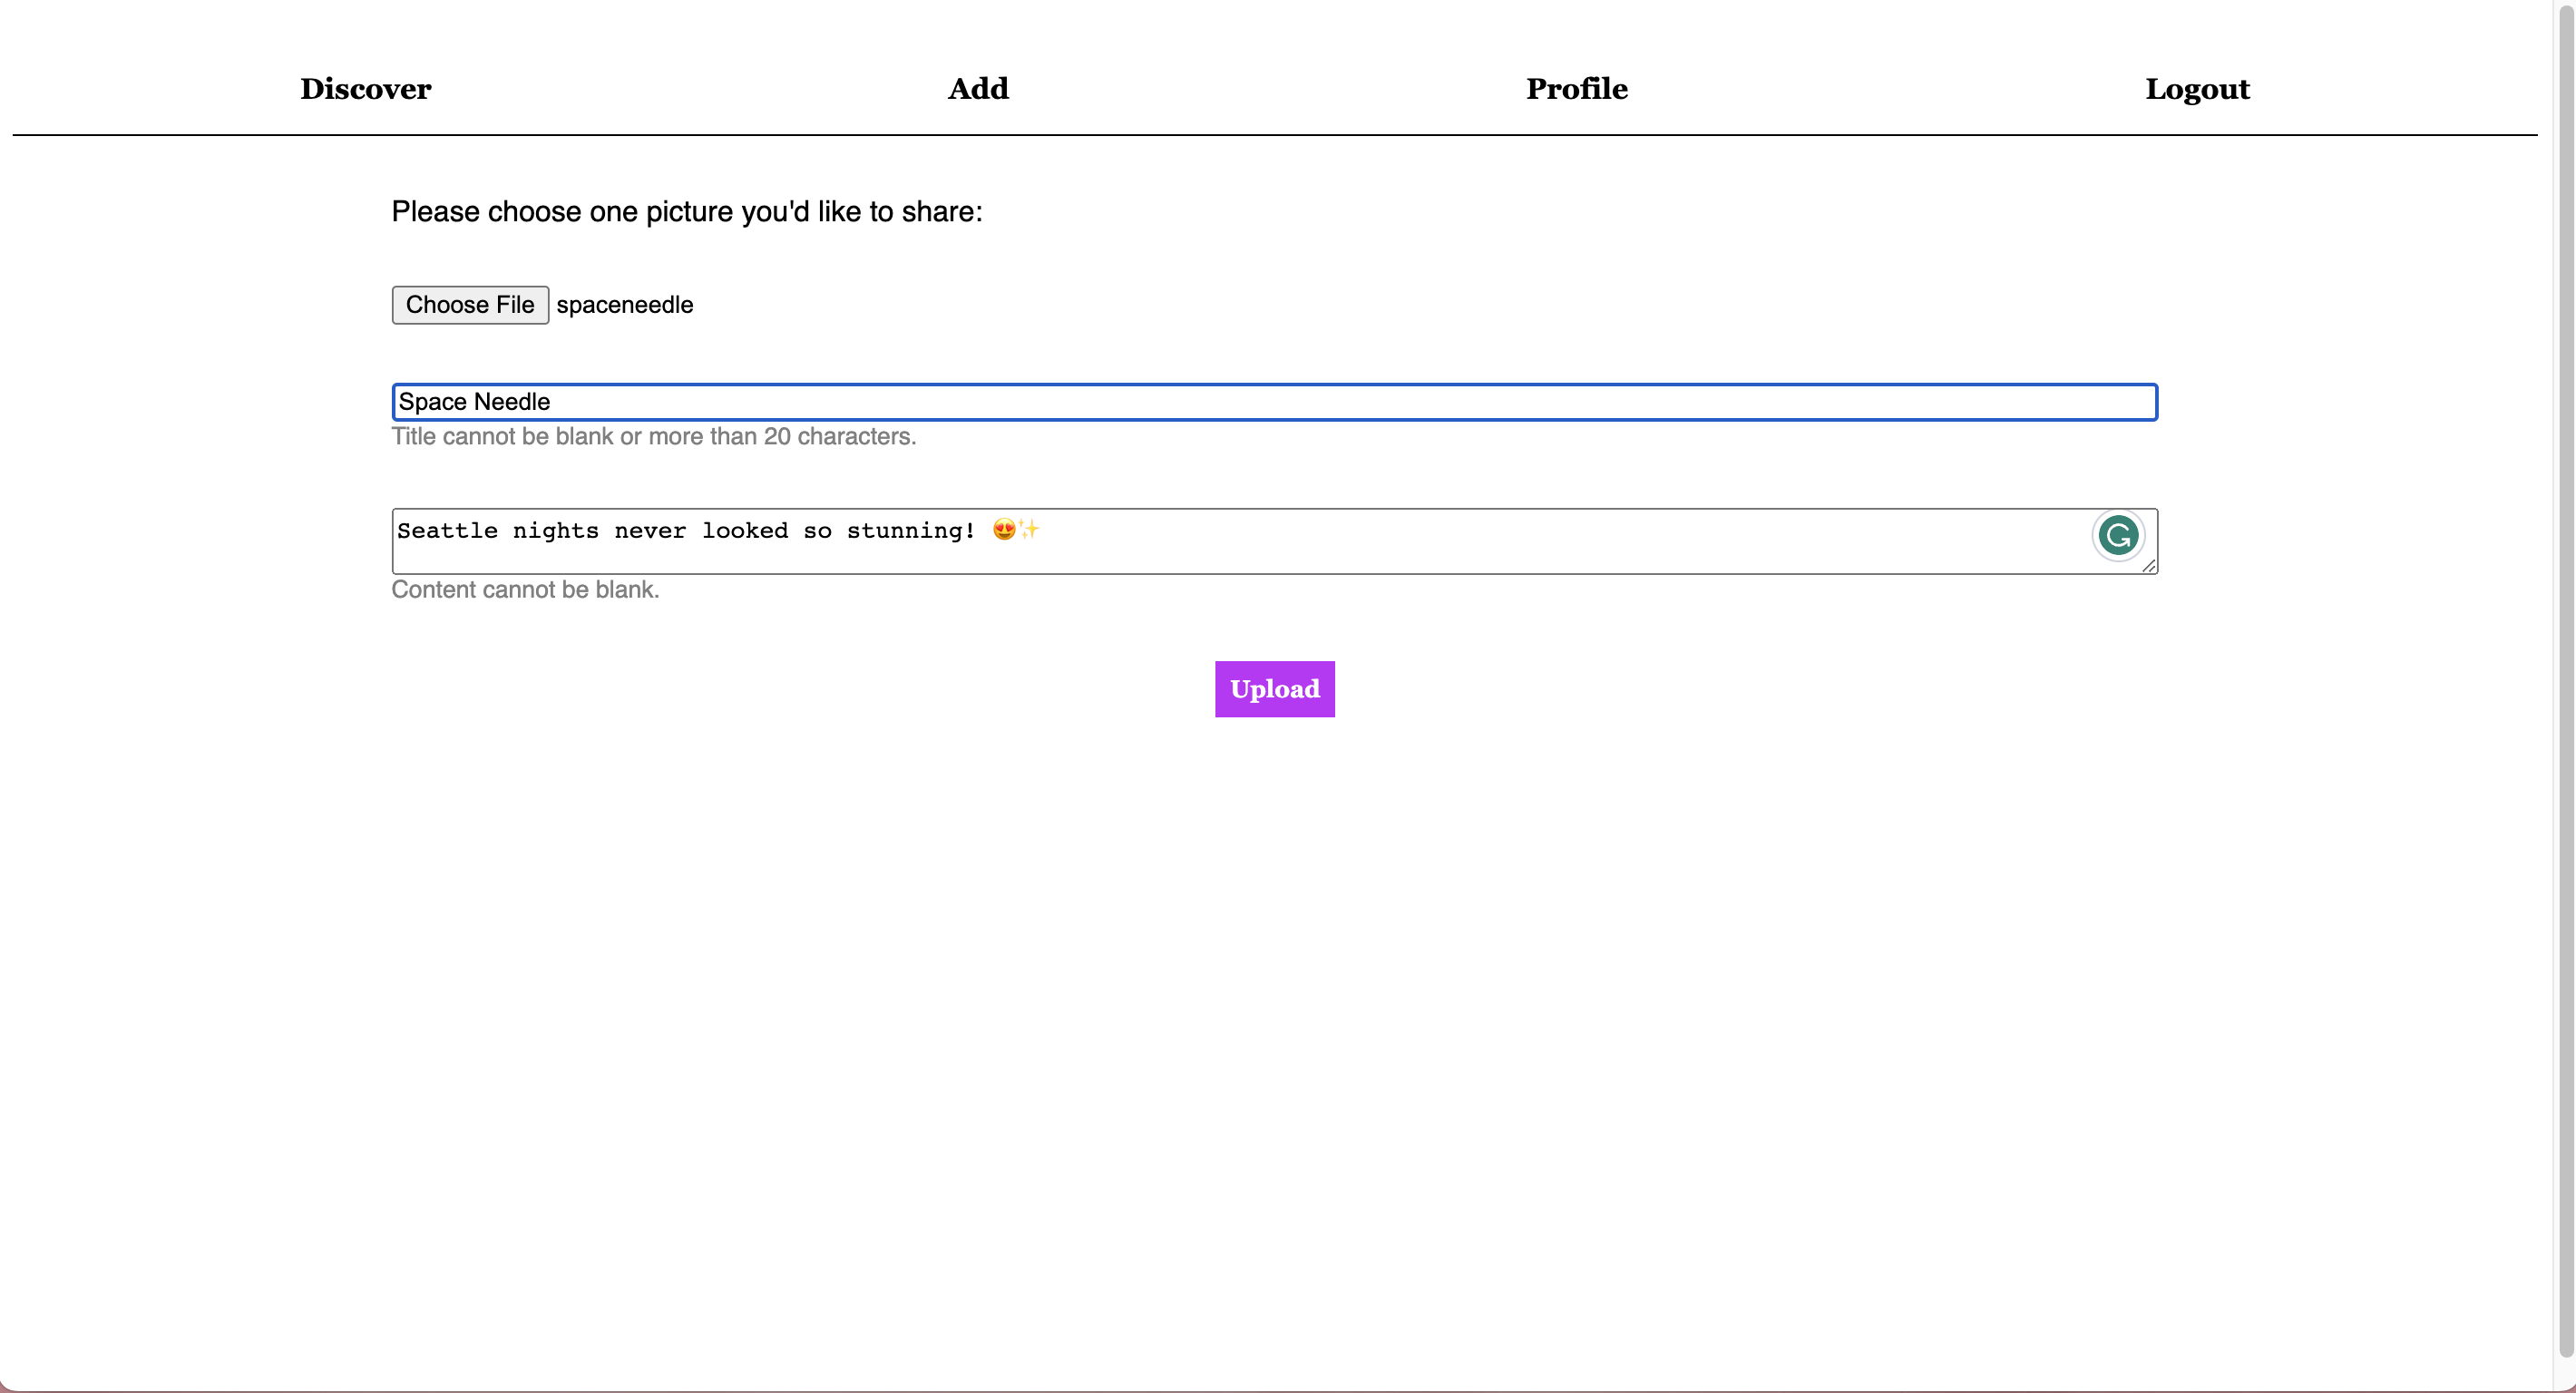 Discover Add Profile Logout
Please choose one picture you'd like to share:
Choose File spaceneedle
Space Needle
Title cannot be blank or more than 20 characters.
Seattle nights never looked so stunning! 😍✨
Content cannot be blank.
Upload